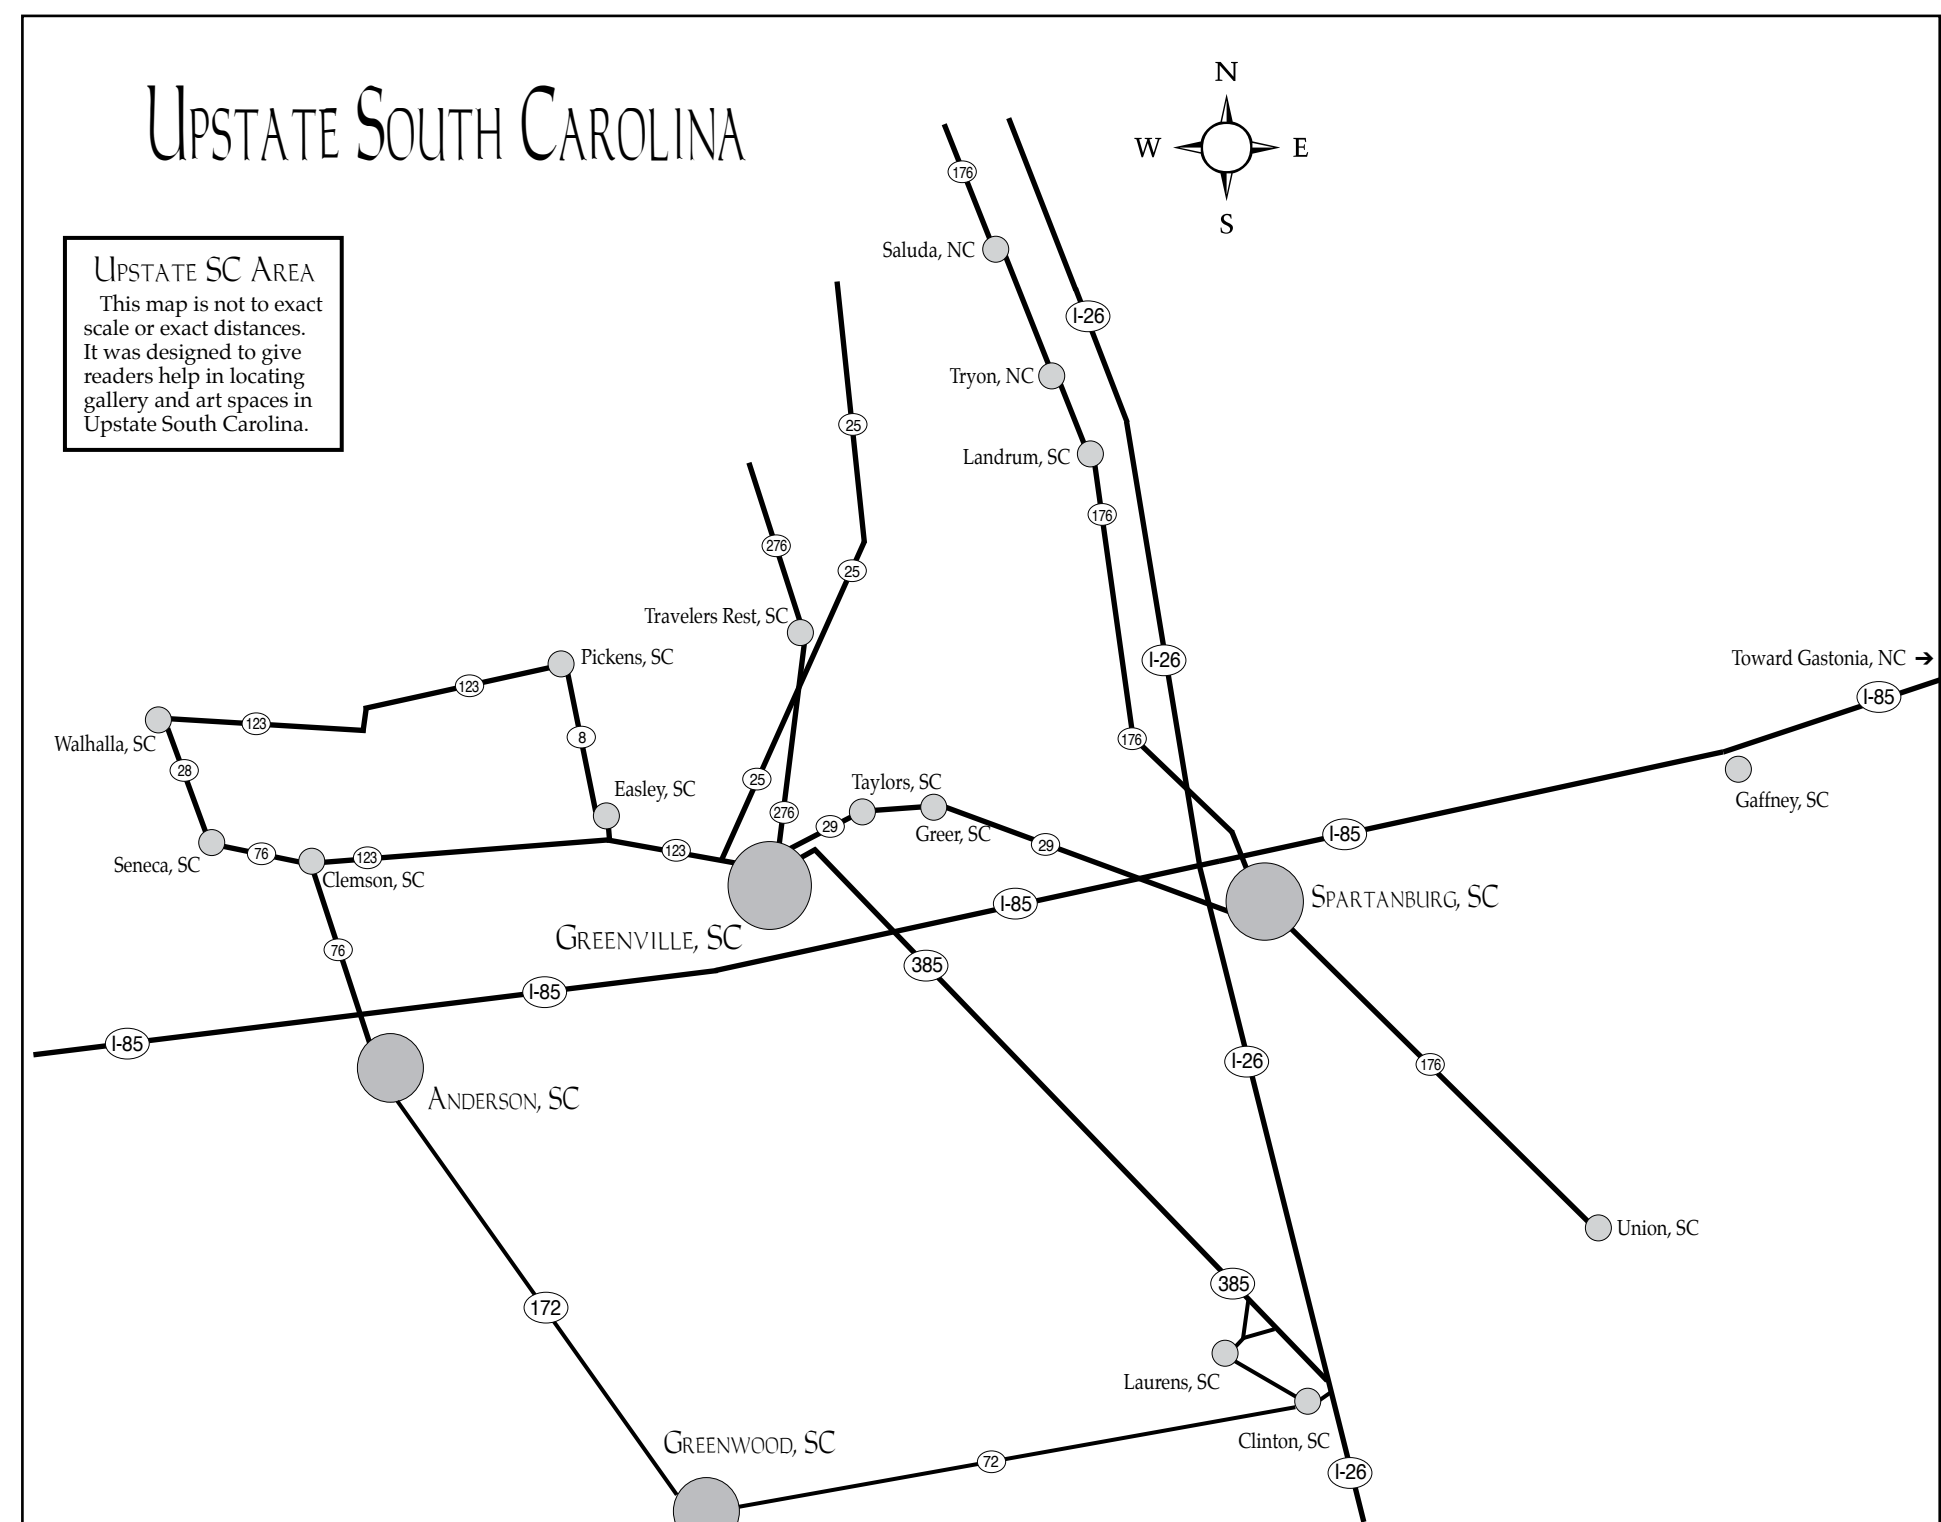 UPSTATE SOUTH CAROLINA
N
W E
S
UPSTATE SC AREA
This map is not to exact
scale or exact distances.
It was designed to give
readers help in locating
gallery and art spaces in
Upstate South Carolina.
176
Saluda, NC
I-26
Tryon, NC
25
Landrum, SC
176
276
25
Travelers Rest, SC
Pickens, SC
I-26
Toward Gastonia, NC ➔
123
I-85
123
Walhalla, SC
8
176
28
25
Taylors, SC
Gaffney, SC
Easley, SC
276
29
Greer, SC
I-85
29
Seneca, SC
76
123
123
Clemson, SC
SPARTANBURG, SC
I-85
GREENVILLE, SC
76
385
I-85
I-85
I-26
176
ANDERSON, SC
Union, SC
385
172
Laurens, SC
GREENWOOD, SC
Clinton, SC
72
I-26